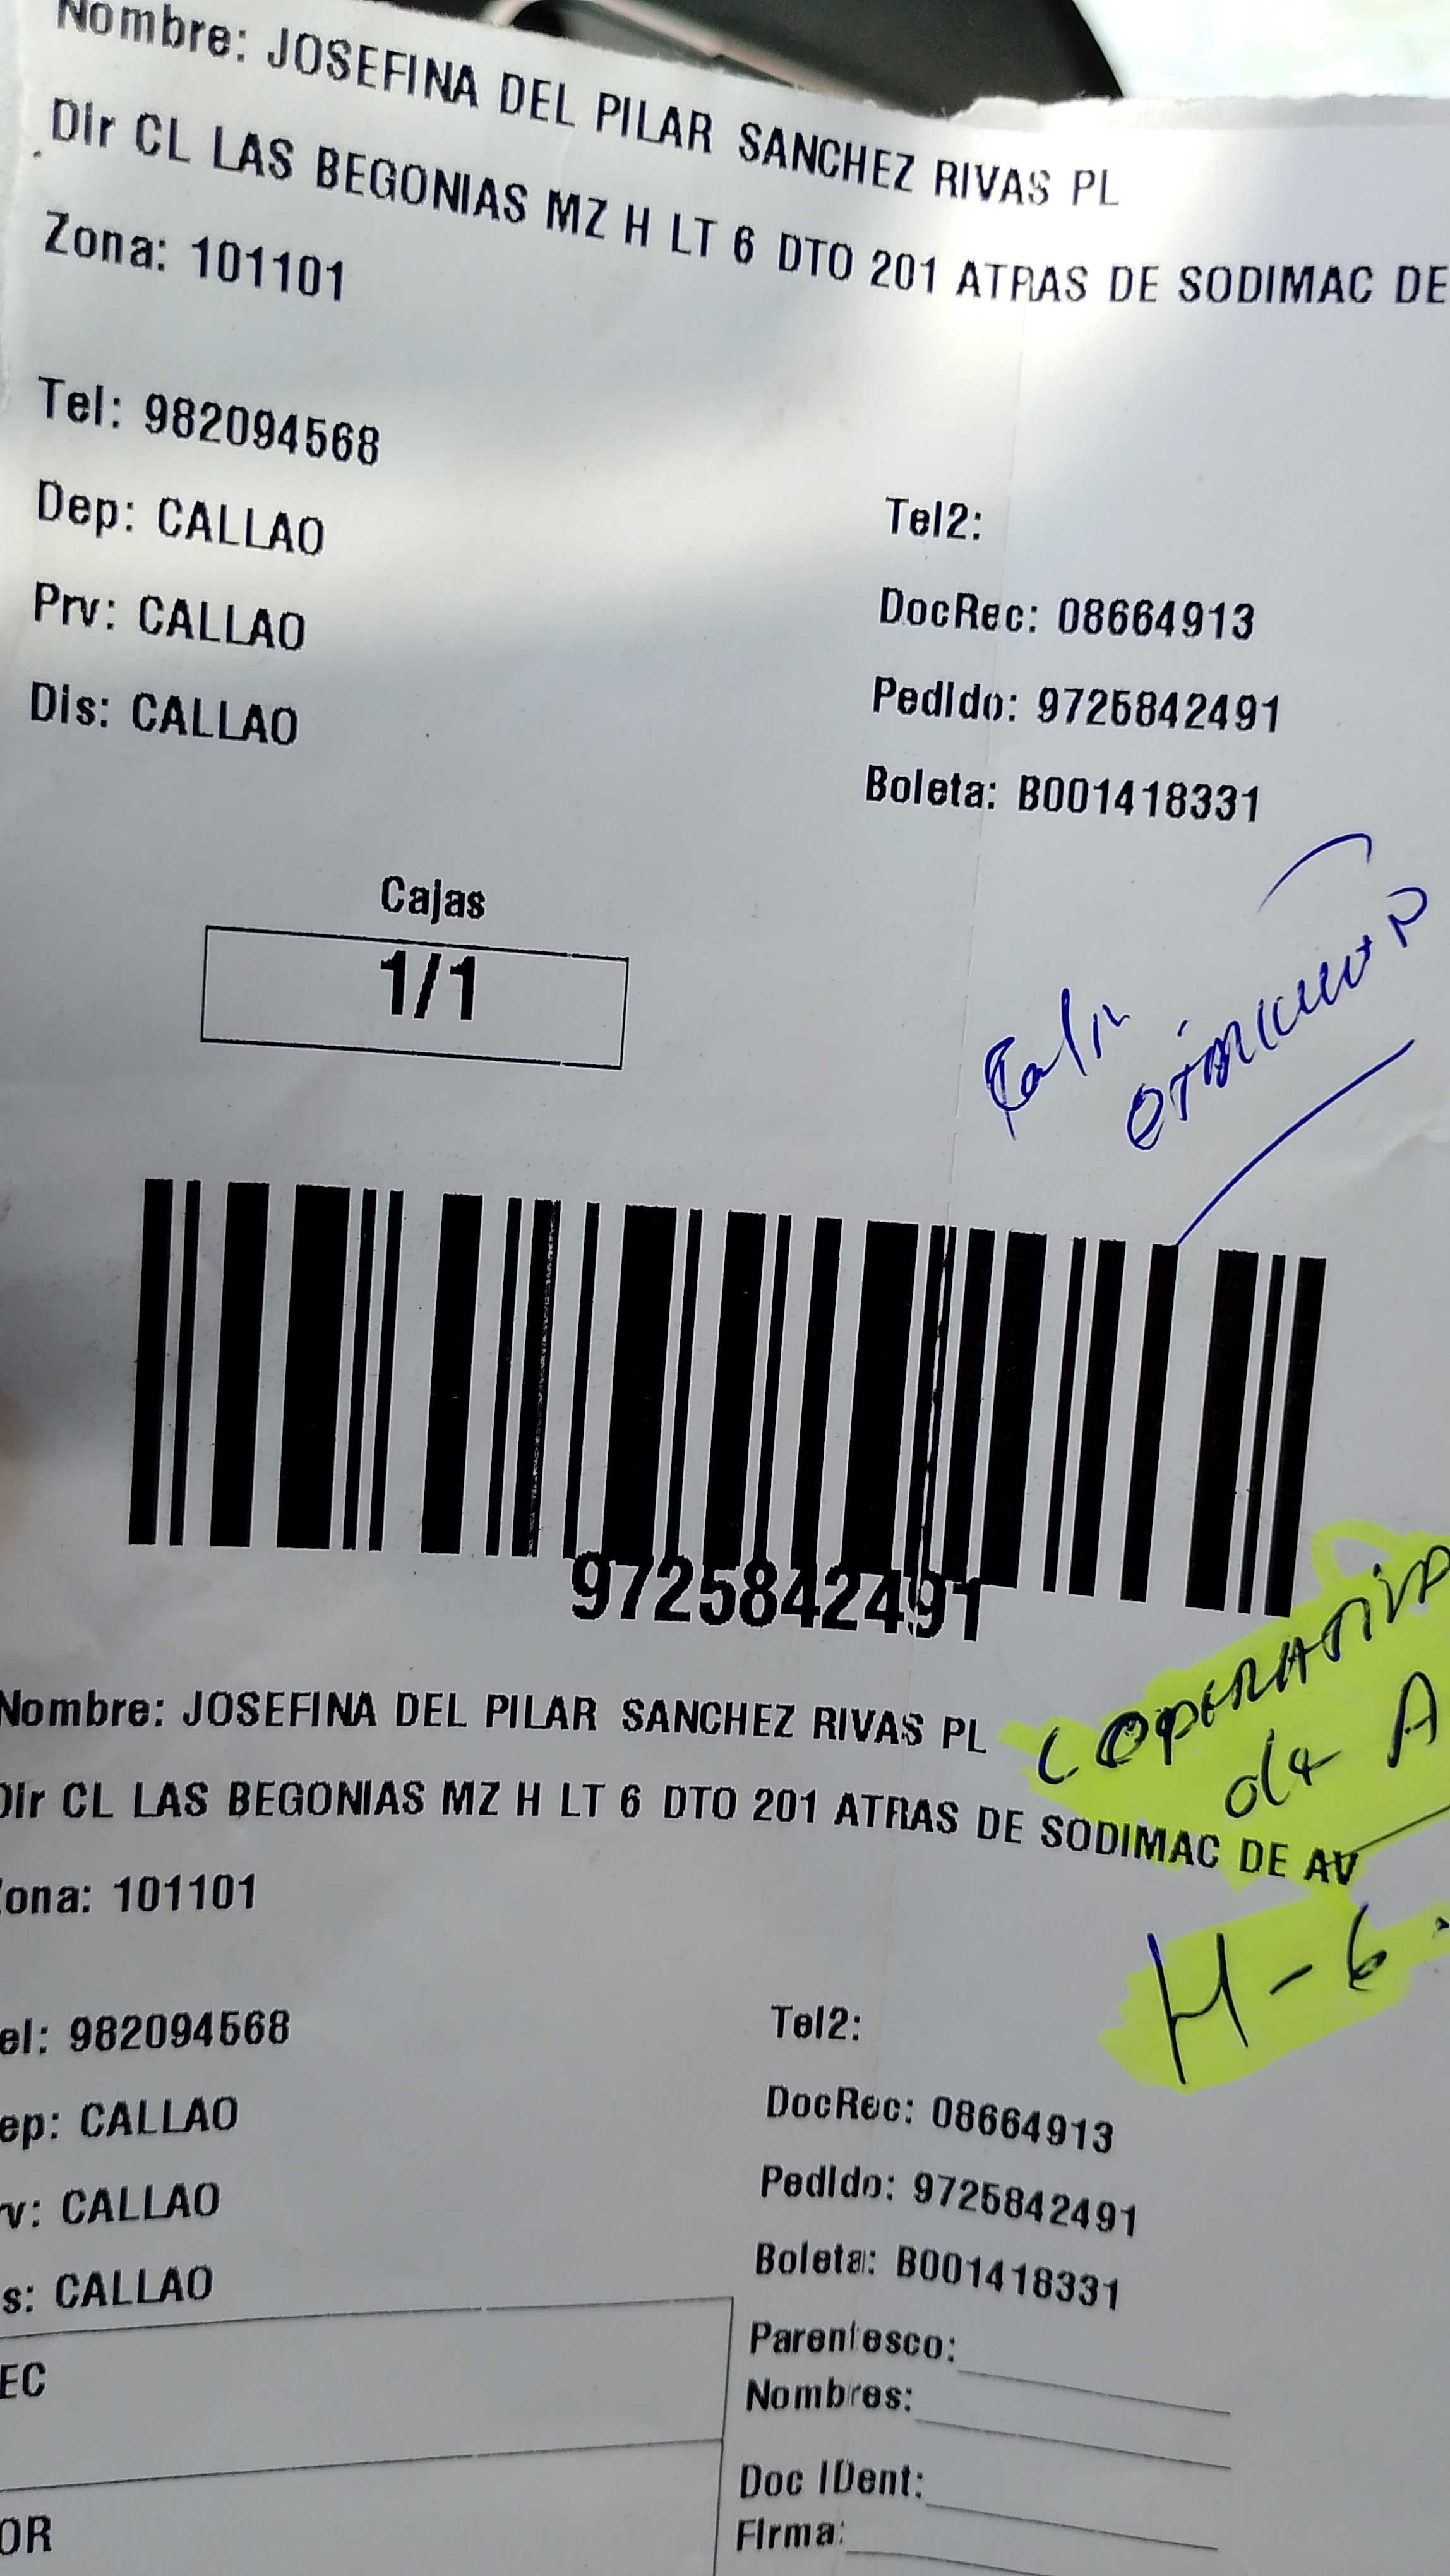 Nombre: JOSEFINA DEL PILAR SANCHEZ RIVAS PL
Dir CL LAS BEGONIAS MZ H LT 6 DTO 201 ATRAS DE SODIMAC DE
Zona: 101101
Tel: 982094568
Dep: CALLAO
Tel2:
Prv: CALLAO
DocRec: 08664913
Dis: CALLAO
Pedido: 9725842491
Boleta: B001418331
Cajas
1/1
9725842491
COPERATIVA
de A
Nombre: JOSEFINA DEL PILAR SANCHEZ RIVAS PL
Dir CL LAS BEGONIAS MZ H LT 6 DTO 201 ATRAS DE SODIMAC DE AV
ona: 101101
H-6
el: 982094568
Tel2:
ep: CALLAO
DocRec: 08664913
v: CALLAO
Pedido: 9725842491
s: CALLAO
Boleta: B001418331
Parentesco:
EC
Nombres:
Doc IDent:
OR
Firma: